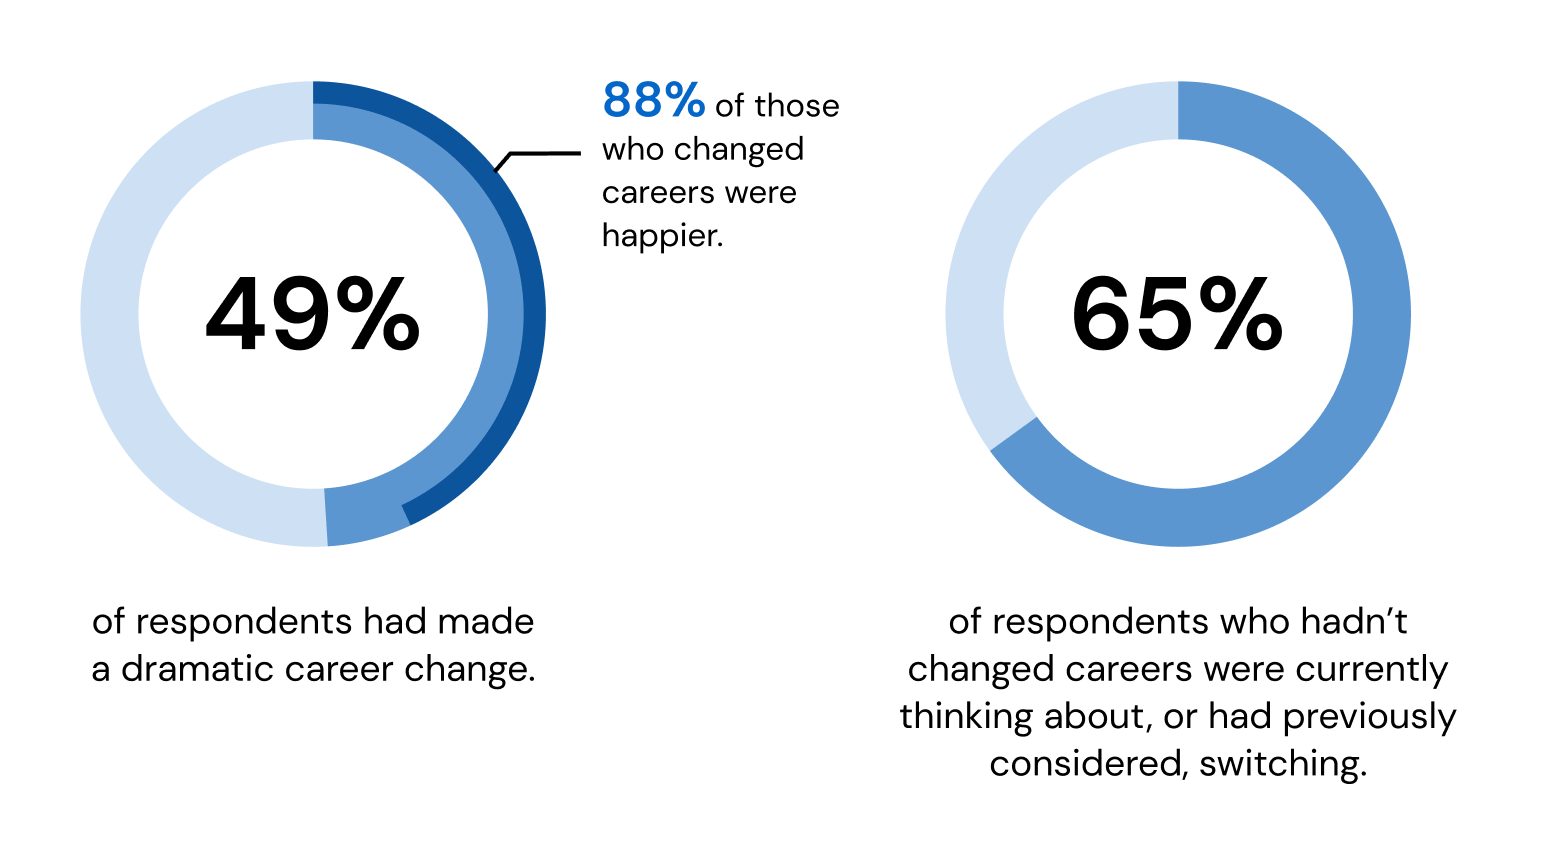 88% of those
who changed
careers were
happier.
49%
of respondents had made
a dramatic career change.
65%
of respondents who hadn’t
changed careers were currently
thinking about, or had previously
considered, switching.